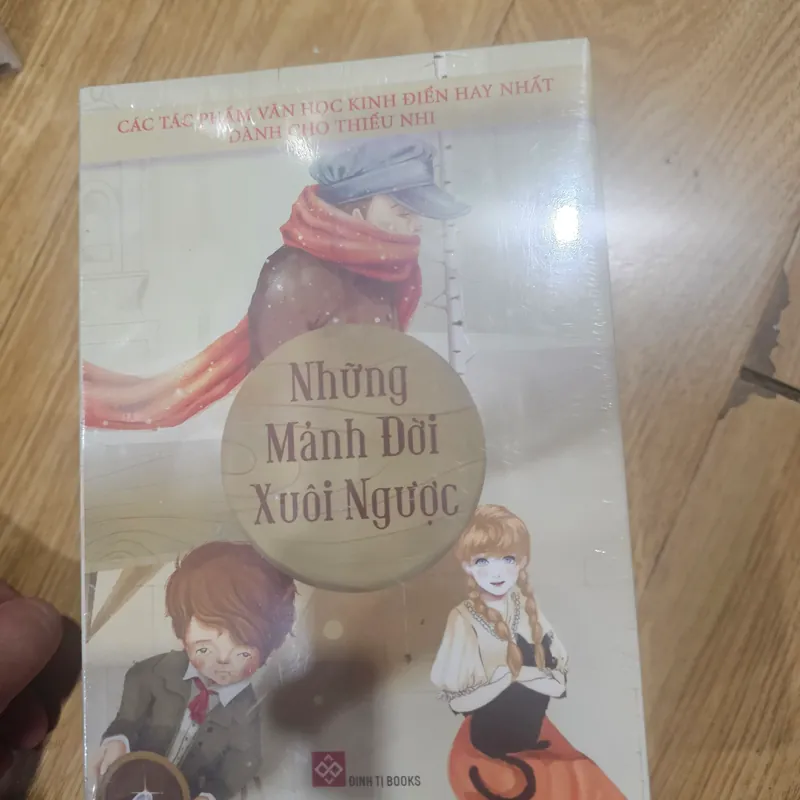 CÁC TÁC PHẨM VĂN HỌC KINH ĐIỂN HAY NHẤT
DÀNH CHO THIẾU NHI
Những
Mảnh Đời
Xuôi Ngược
ĐINH TỊ BOOKS